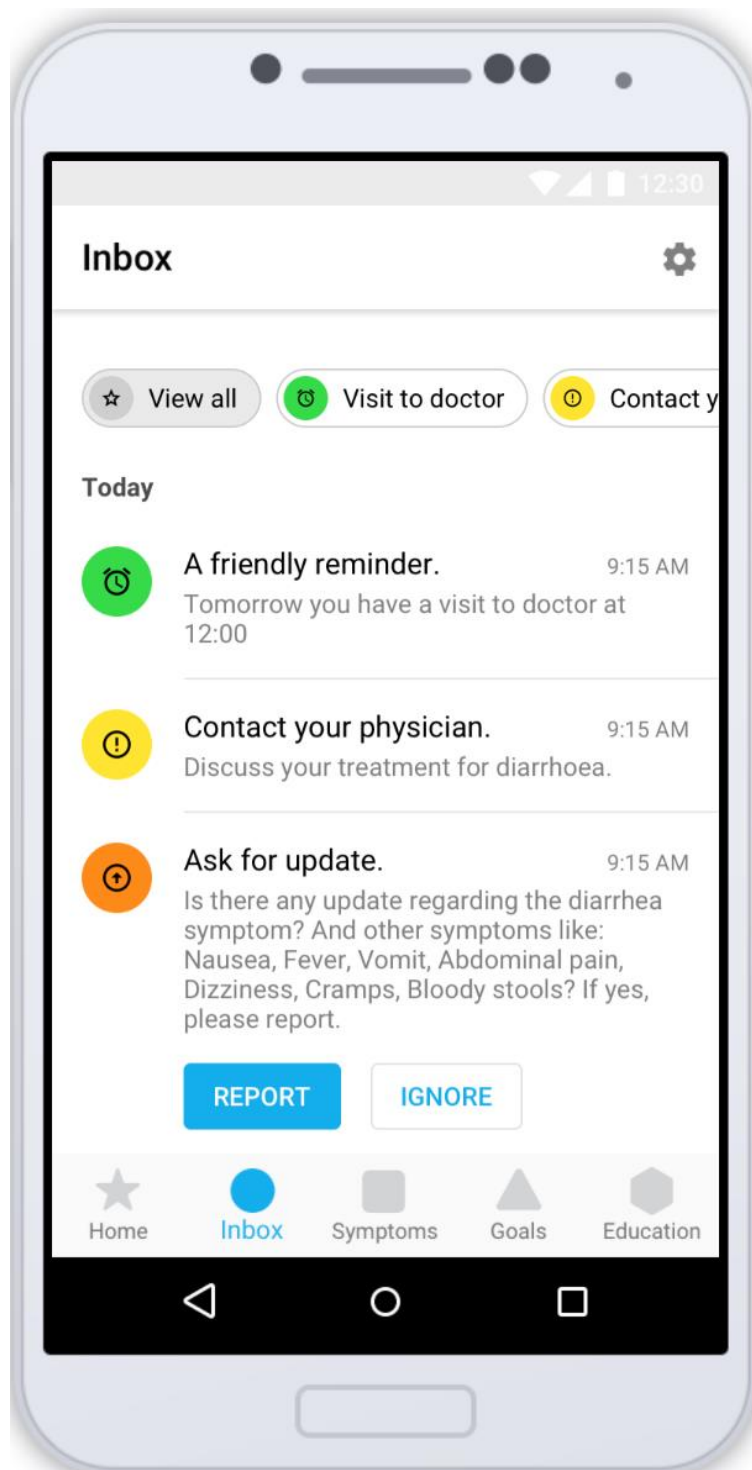 12:30
Inbox
View all
Visit to doctor
Contact y
Today
A friendly reminder. 9:15 AM
Tomorrow you have a visit to doctor at
12:00
Contact your physician. 9:15 AM
Discuss your treatment for diarrhoea.
Ask for update. 9:15 AM
Is there any update regarding the diarrhea
symptom? And other symptoms like:
Nausea, Fever, Vomit, Abdominal pain,
Dizziness, Cramps, Bloody stools? If yes,
please report.
REPORT IGNORE
Home Inbox Symptoms Goals Education